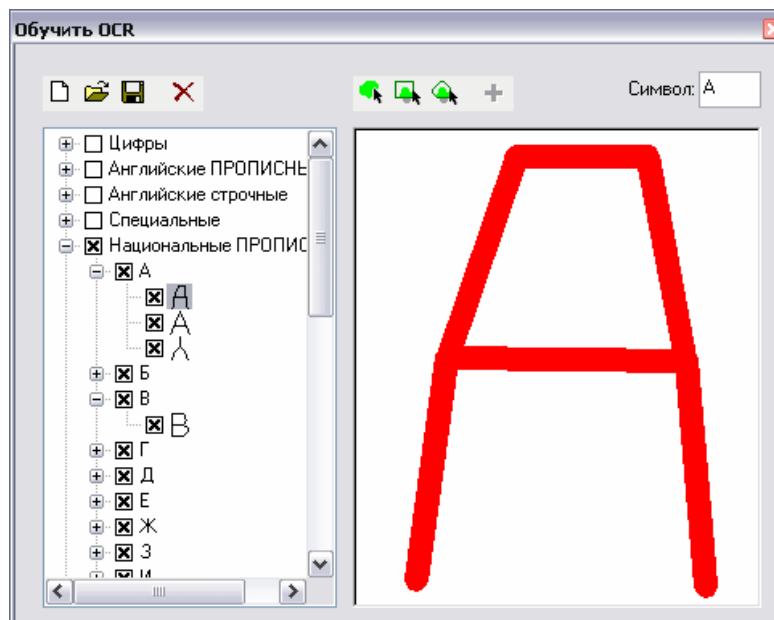 Обучить OCR
Символ: А
Цифры
Английские ПРОПИСНЫ
Английские строчные
Специальные
Национальные ПРОПИС
А
А
А
Б
В
В
Г
Д
Е
Ж
З
И
А